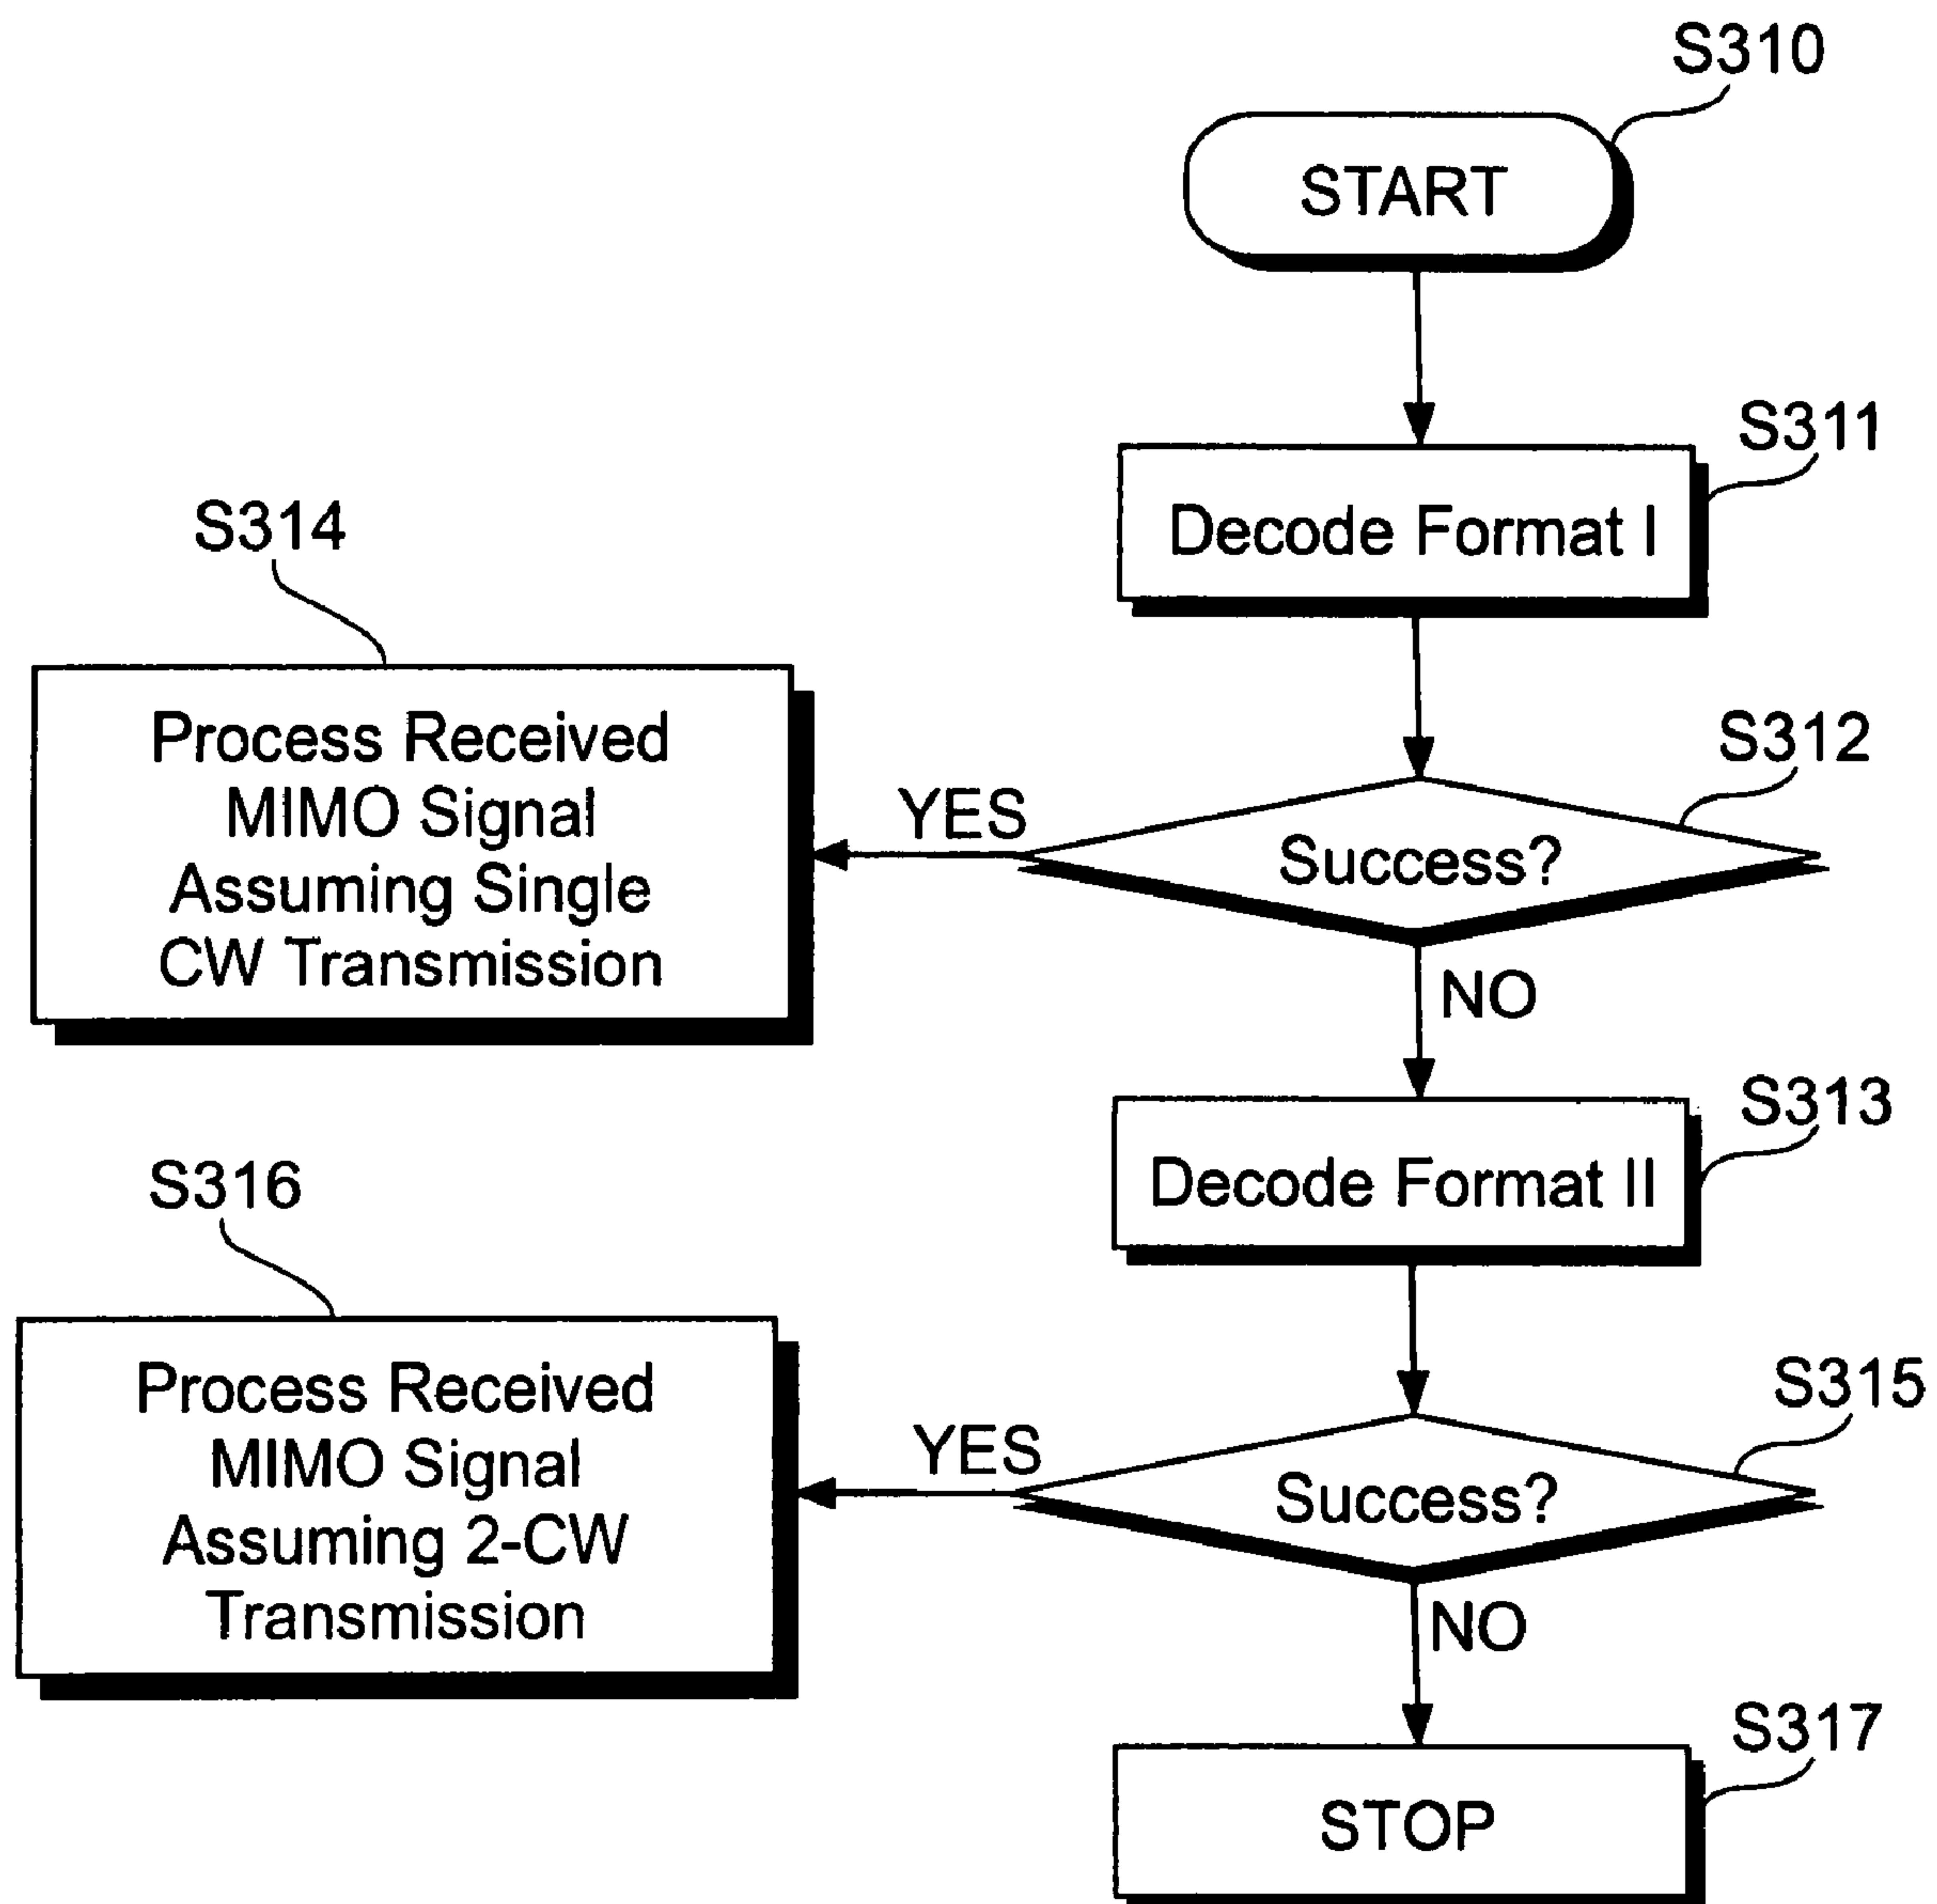 S310
START
S311
Decode Format I
S314
Process Received
MIMO Signal
Assuming Single
CW Transmission
S312
YES
Success?
NO
S313
Decode Format II
S316
Process Received
MIMO Signal
Assuming 2-CW
Transmission
S315
YES
Success?
NO
S317
STOP